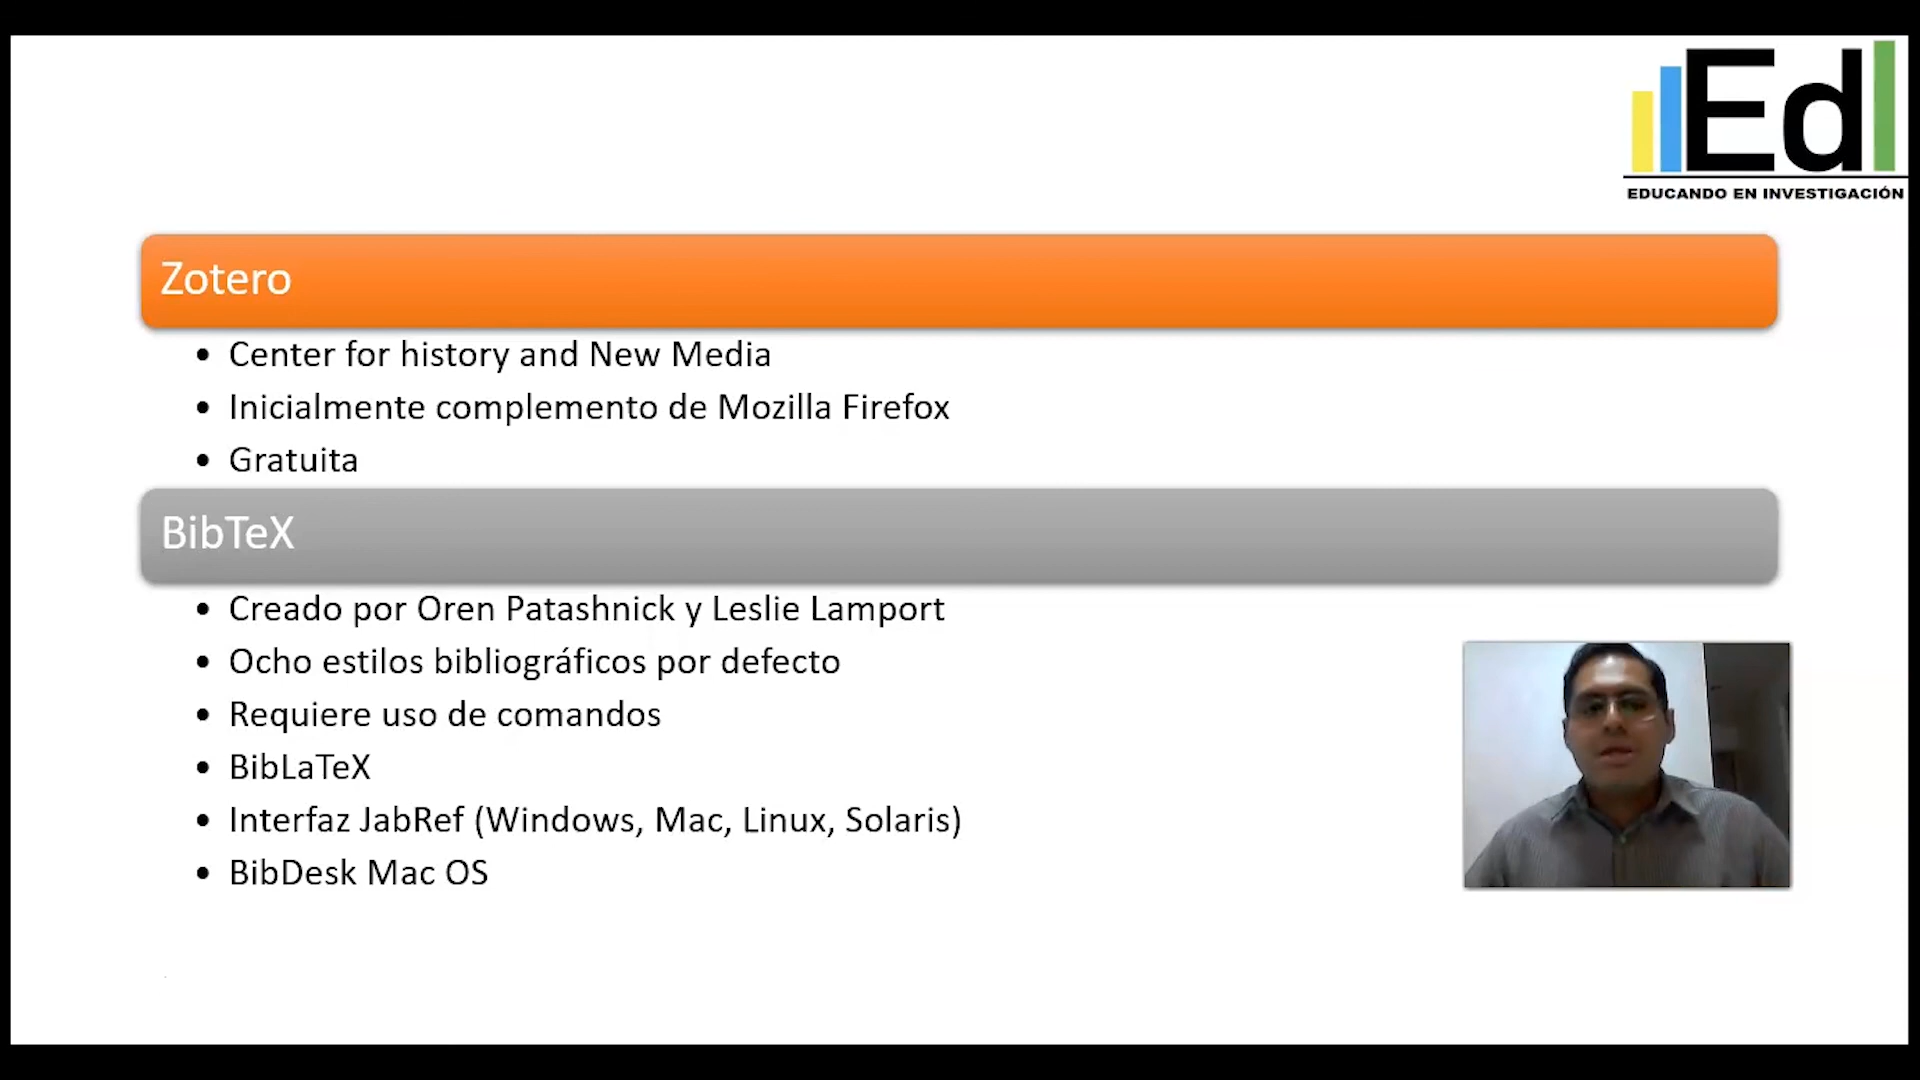 Ed
EDUCANDO EN INVESTIGACIÓN
Zotero
• Center for history and New Media
• Inicialmente complemento de Mozilla Firefox
• Gratuita
BibTeX
• Creado por Oren Patashnick y Leslie Lamport
• Ocho estilos bibliográficos por defecto
• Requiere uso de comandos
• BibLaTeX
• Interfaz JabRef (Windows, Mac, Linux, Solaris)
• BibDesk Mac OS